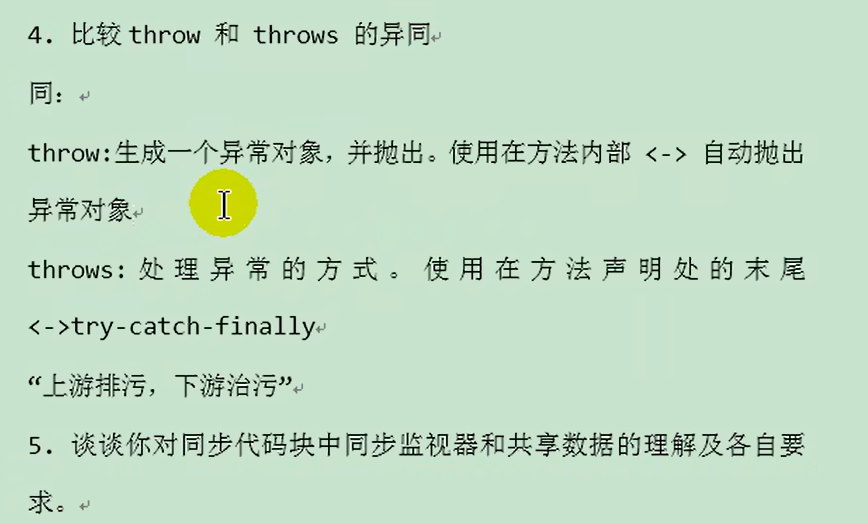 4. 比较 throw 和 throws 的异同
同：
throw:生成一个异常对象，并抛出。使用在方法内部 <-> 自动抛出
异常对象
throws: 处理异常的方式。使用在方法声明处的末尾
<->try-catch-finally
“上游排污，下游治污”
5. 谈谈你对同步代码块中同步监视器和共享数据的理解及各自要
求。